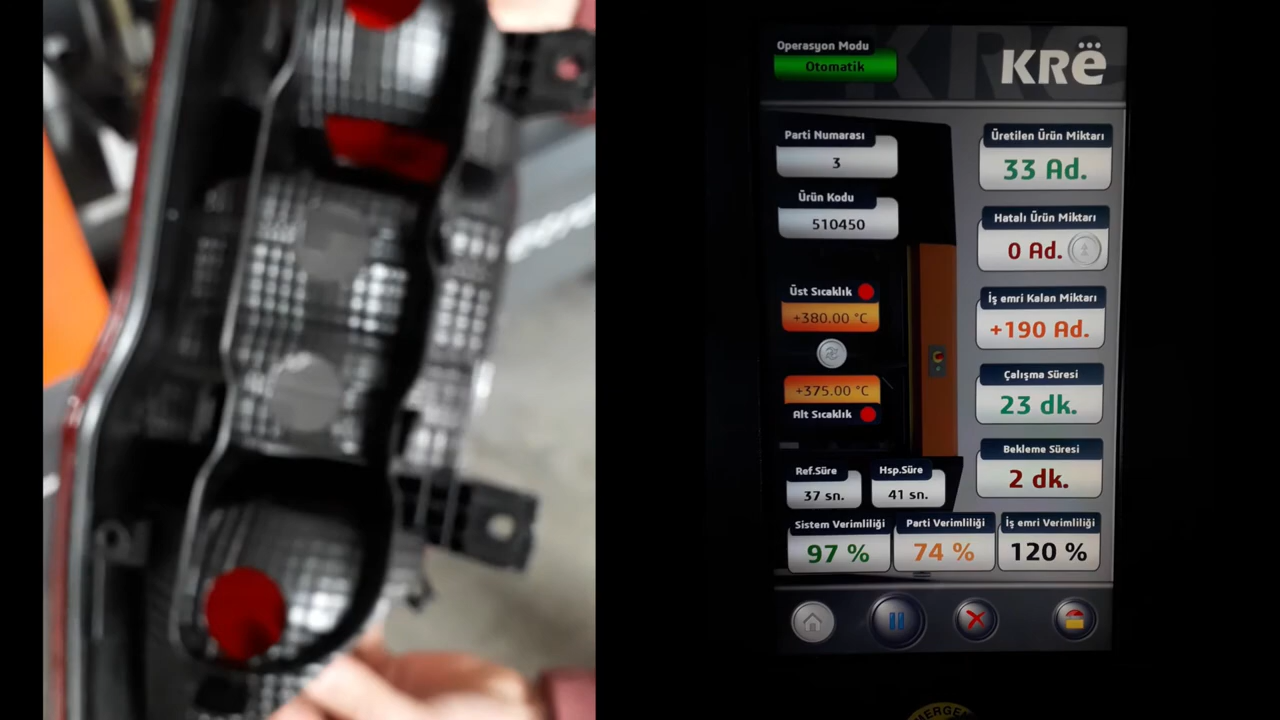 Operasyon Modu
Otomatik
KRë
Parti Numarası
3
Ürün Kodu
510450
Üst Sıcaklık
+380.00 °C
+375.00 °C
Alt Sıcaklık
Ref.Süre
37 sn.
Hsp.Süre
41 sn.
Üretilen Ürün Miktarı
33 Ad.
Hatalı Ürün Miktarı
0 Ad.
İş emri Kalan Miktarı
+190 Ad.
Çalışma Süresi
23 dk.
Bekleme Süresi
2 dk.
Sistem Verimliliği
97 %
Parti Verimliliği
74 %
İş emri Verimliliği
120 %
MERGEN